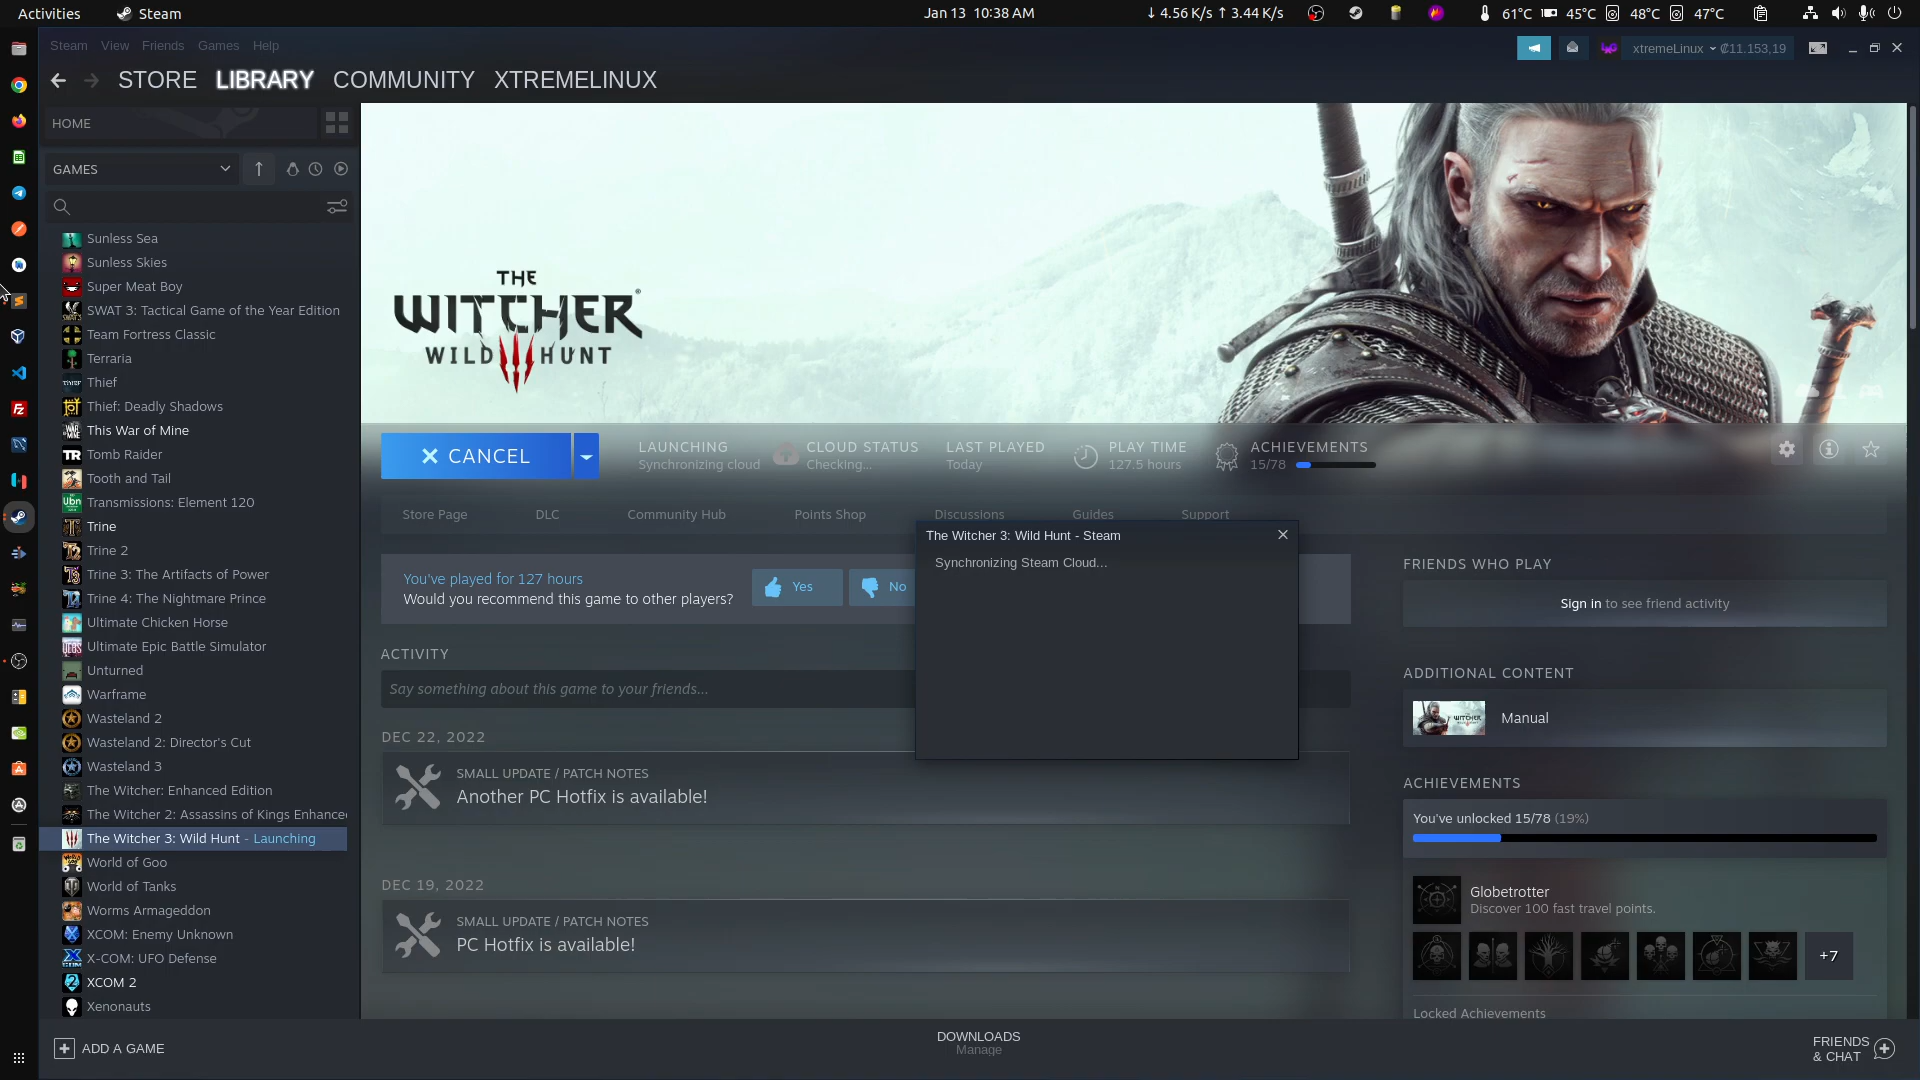 Activities
Steam
Jan 13 10:38 AM
↓ 4.56 K/s ↑ 3.44 K/s
61°C
45°C
48°C
47°C
Steam View Friends Games Help
xtremeLinux
₡11.153,19
STORE LIBRARY COMMUNITY XTREMELINUX
HOME
GAMES
Sunless Sea
Sunless Skies
Super Meat Boy
SWAT 3: Tactical Game of the Year Edition
Team Fortress Classic
Terraria
Thief
Thief: Deadly Shadows
This War of Mine
Tomb Raider
Tooth and Tail
Transmissions: Element 120
Trine
Trine 2
Trine 3: The Artifacts of Power
Trine 4: The Nightmare Prince
Ultimate Chicken Horse
Ultimate Epic Battle Simulator
Unturned
Warframe
Wasteland 2
Wasteland 2: Director's Cut
Wasteland 3
The Witcher: Enhanced Edition
The Witcher 2: Assassins of Kings Enhanced
The Witcher 3: Wild Hunt - Launching
World of Goo
World of Tanks
Worms Armageddon
XCOM: Enemy Unknown
X-COM: UFO Defense
XCOM 2
Xenonauts
ADD A GAME
THE
WITCHER
WILD HUNT
CANCEL
LAUNCHING
Synchronizing cloud
CLOUD STATUS
Checking...
LAST PLAYED
Today
PLAY TIME
127.5 hours
ACHIEVEMENTS
15/78
Store Page
DLC
Community Hub
Points Shop
Discussions
Guides
Support
You've played for 127 hours
Would you recommend this game to other players?
Yes
No
The Witcher 3: Wild Hunt - Steam
Synchronizing Steam Cloud...
ACTIVITY
Say something about this game to your friends...
DEC 22, 2022
SMALL UPDATE / PATCH NOTES
Another PC Hotfix is available!
DEC 19, 2022
SMALL UPDATE / PATCH NOTES
PC Hotfix is available!
FRIENDS WHO PLAY
Sign in to see friend activity
ADDITIONAL CONTENT
Manual
ACHIEVEMENTS
You've unlocked 15/78 (19%)
Globetrotter
Discover 100 fast travel points.
+7
Locked Achievements
DOWNLOADS
Manage
FRIENDS
& CHAT